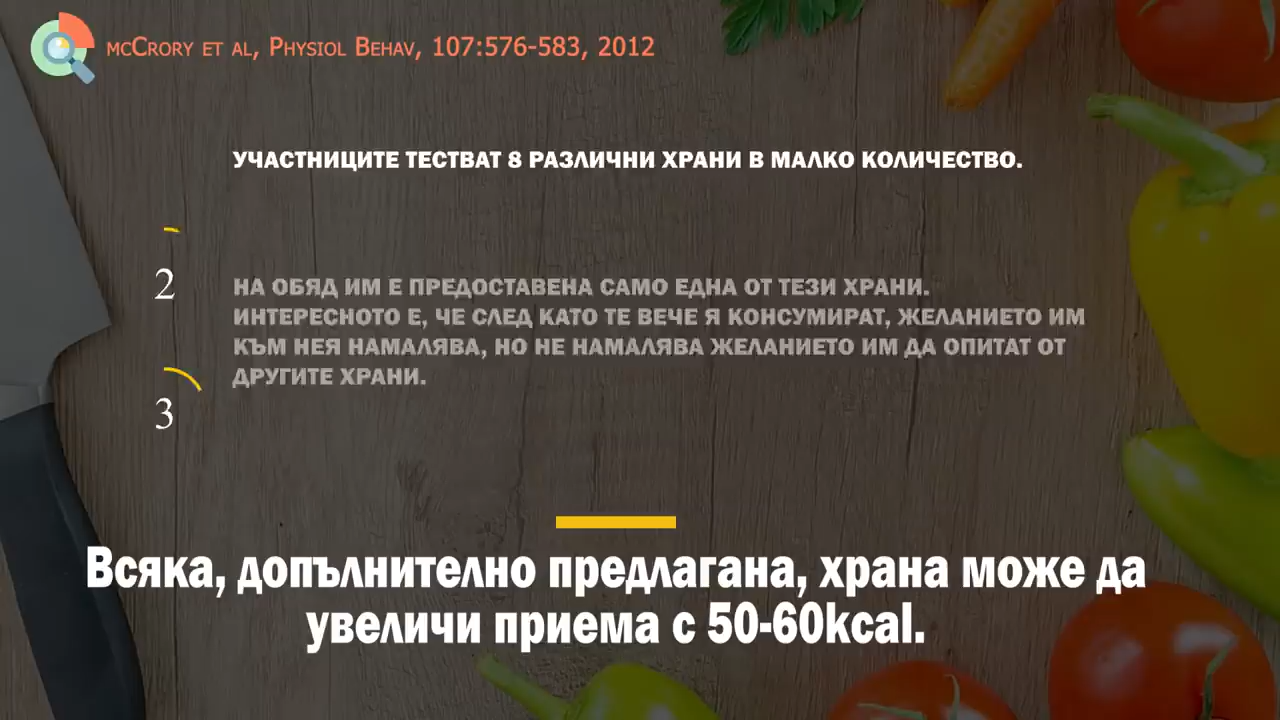 McCrory et al, Physiol Behav, 107:576-583, 2012
УЧАСТНИЦИТЕ ТЕСТВАТ 8 РАЗЛИЧНИ ХРАНИ В МАЛКО КОЛИЧЕСТВО.
2
НА ОБЯД ИМ Е ПРЕДОСТАВЕНА САМО ЕДНА ОТ ТЕЗИ ХРАНИ.
ИНТЕРЕСНОТО Е, ЧЕ СЛЕД КАТО ТЕ ВЕЧЕ Я КОНСУМИРАТ, ЖЕЛАНИЕТО ИМ
КЪМ НЕЯ НАМАЛЯВА, НО НЕ НАМАЛЯВА ЖЕЛАНИЕТО ИМ ДА ОПИТАТ ОТ
ДРУГИТЕ ХРАНИ.
3
Всяка, допълнително предлагана, храна може да
увеличи приема с 50-60kcal.